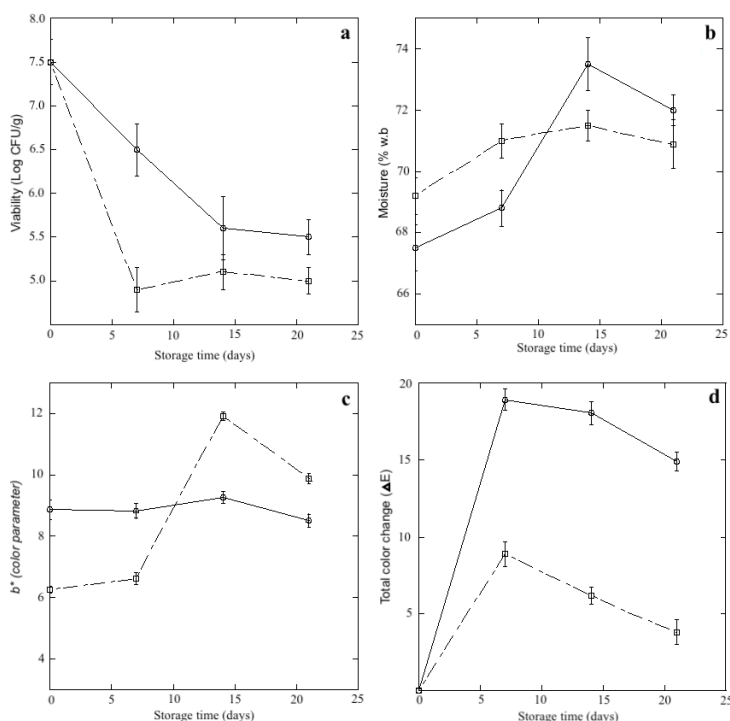 a
8.0
7.5
7.0
6.5
6.0
5.5
5.0
Viability (Log CFU/g)
0 5 10 15 20 25
Storage time (days)
b
74
72
70
68
66
Moisture (% w.b
0 5 10 15 20 25
Storage time (days)
c
12
10
8
6
4
b* (color parameter)
0 5 10 15 20 25
Storage time (days)
d
20
15
10
5
Total color change (ΔE)
0 5 10 15 20 25
Storage time (days)